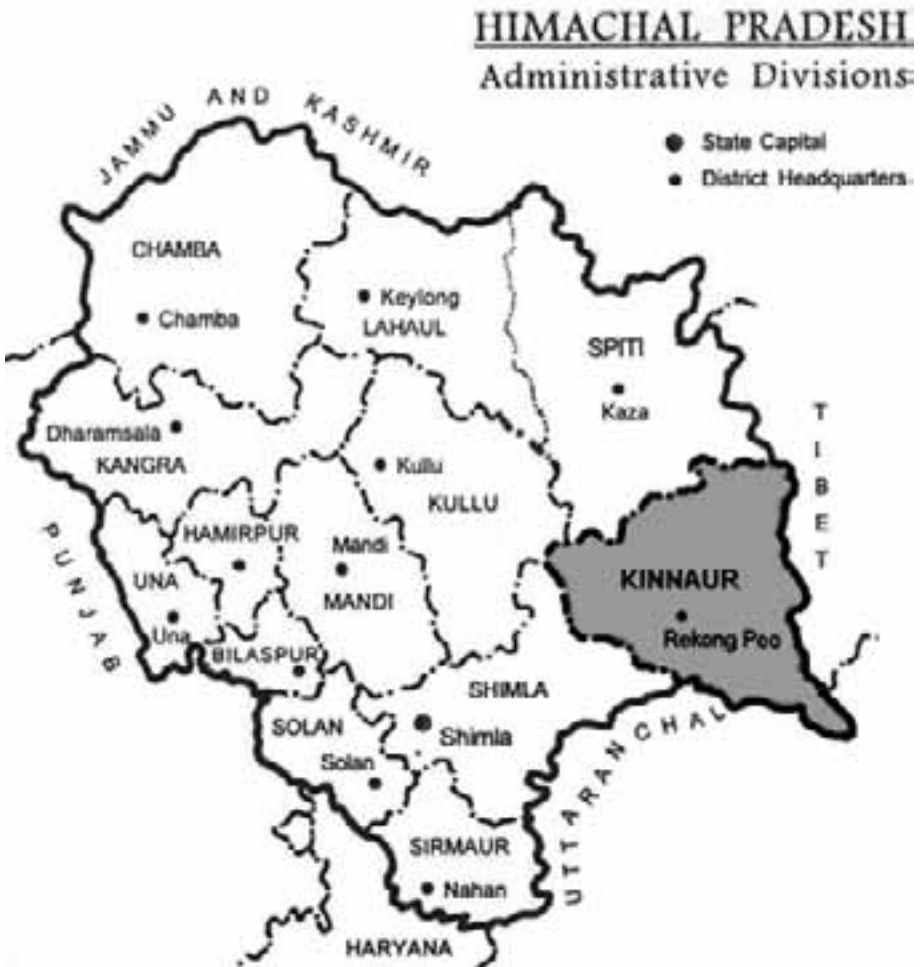 HIMACHAL PRADESH
Administrative Divisions
State Capital
District Headquarters
JAMMU AND KASHMIR
CHAMBA
Chamba
Keylong
LAHAUL
SPITI
Kaza
TIBET
Dharamsala
KANGRA
Kullu
KULLU
PUNJAB
HAMIRPUR
Mandi
MANDI
UNA
Una
KINNAUR
Rekong Peo
BILASPUR
SHIMLA
Shimla
SOLAN
Solan
UTTARANCHAL
SIRMAUR
Nahan
HARYANA